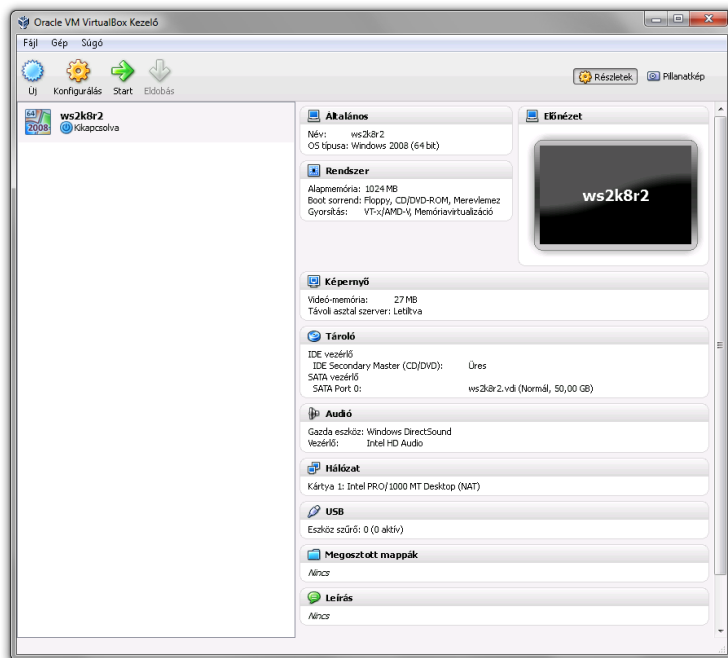 Oracle VM VirtualBox Kezelő
Fájl Gép Súgó
Új Konfigurálás Start Eldobás
Részletek Pillanatkép
64
2008
ws2k8r2
Kikapcsolva
Általános
Név: ws2k8r2
OS típusa: Windows 2008 (64 bit)
Rendszer
Alapmemória: 1024 MB
Boot sorrend: Floppy, CD/DVD-ROM, Merevlemez
Gyorsítás: VT-x/AMD-V, Memóriavirtualizáció
Előnézet
ws2k8r2
Képernyő
Videó-memória: 27 MB
Távoli asztal szerver: Letiltva
Tároló
IDE vezérlő
IDE Secondary Master (CD/DVD): Üres
SATA vezérlő
SATA Port 0: ws2k8r2.vdi (Normál, 50,00 GB)
Audió
Gazda eszköz: Windows DirectSound
Vezérlő: Intel HD Audio
Hálózat
Kártya 1: Intel PRO/1000 MT Desktop (NAT)
USB
Eszköz szűrő: 0 (0 aktív)
Megosztott mappák
Nincs
Leírás
Nincs